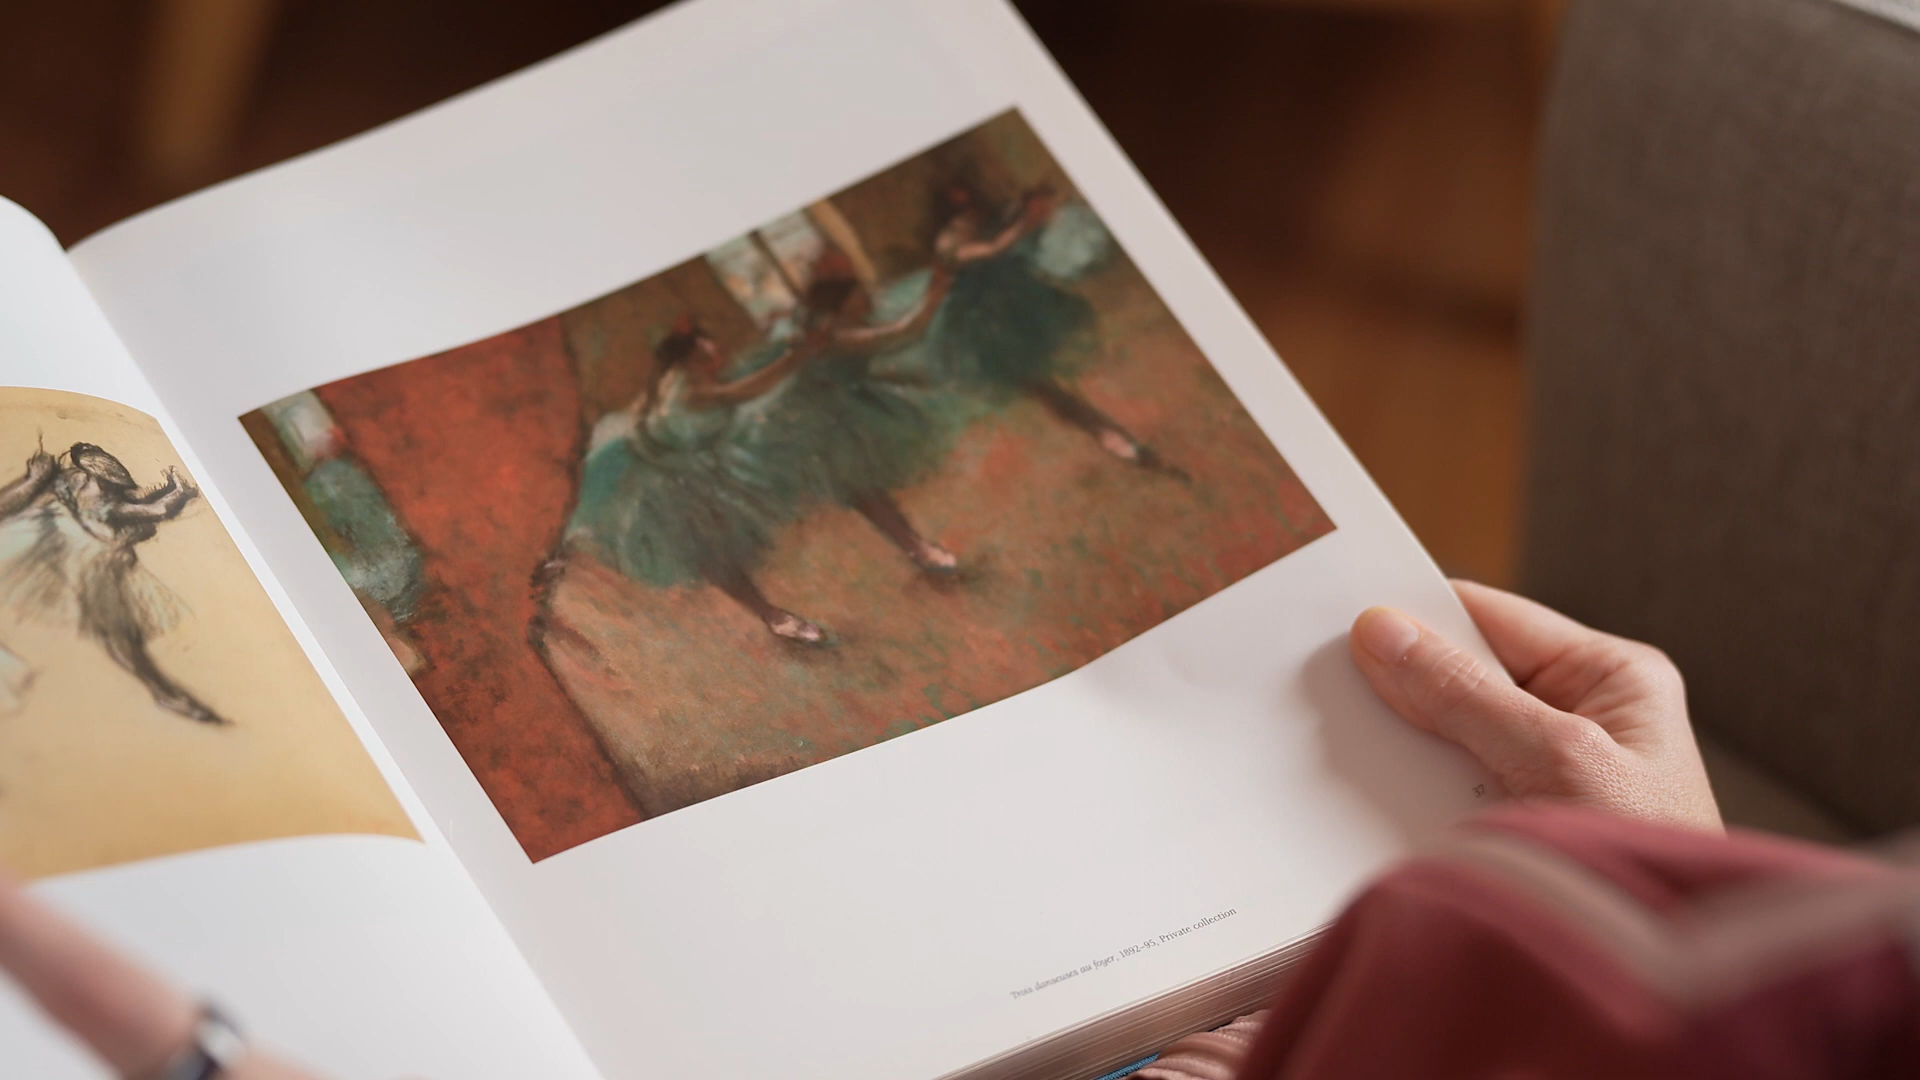 37
Trois danseuses au foyer, 1892–95, Private collection